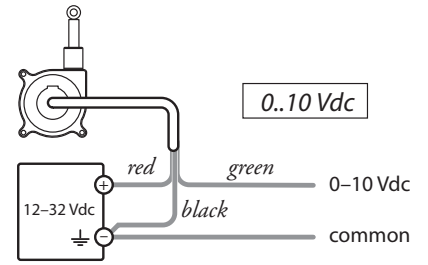 0..10 Vdc
red
green
0–10 Vdc
12–32 Vdc
+
black
–
common